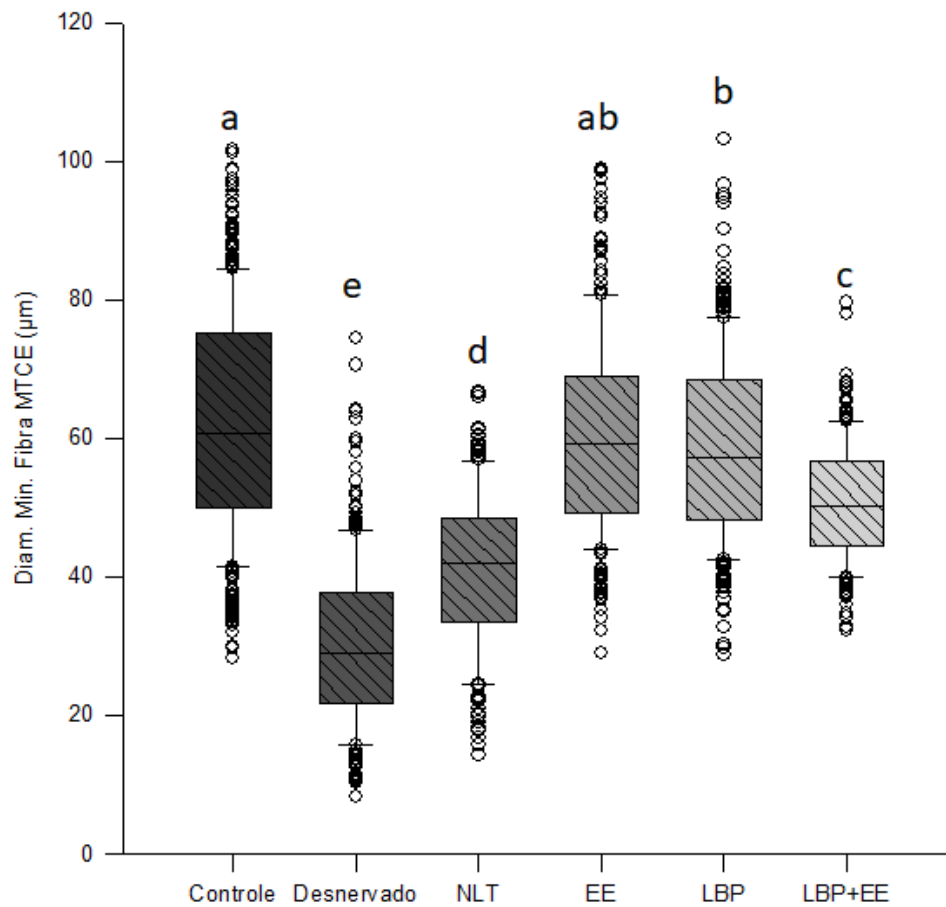 120
100
80
60
40
20
0
Diam. Min. Fibra MTCE (µm)
a
e
d
ab
b
c
Controle Desnervado NLT EE LBP LBP+EE